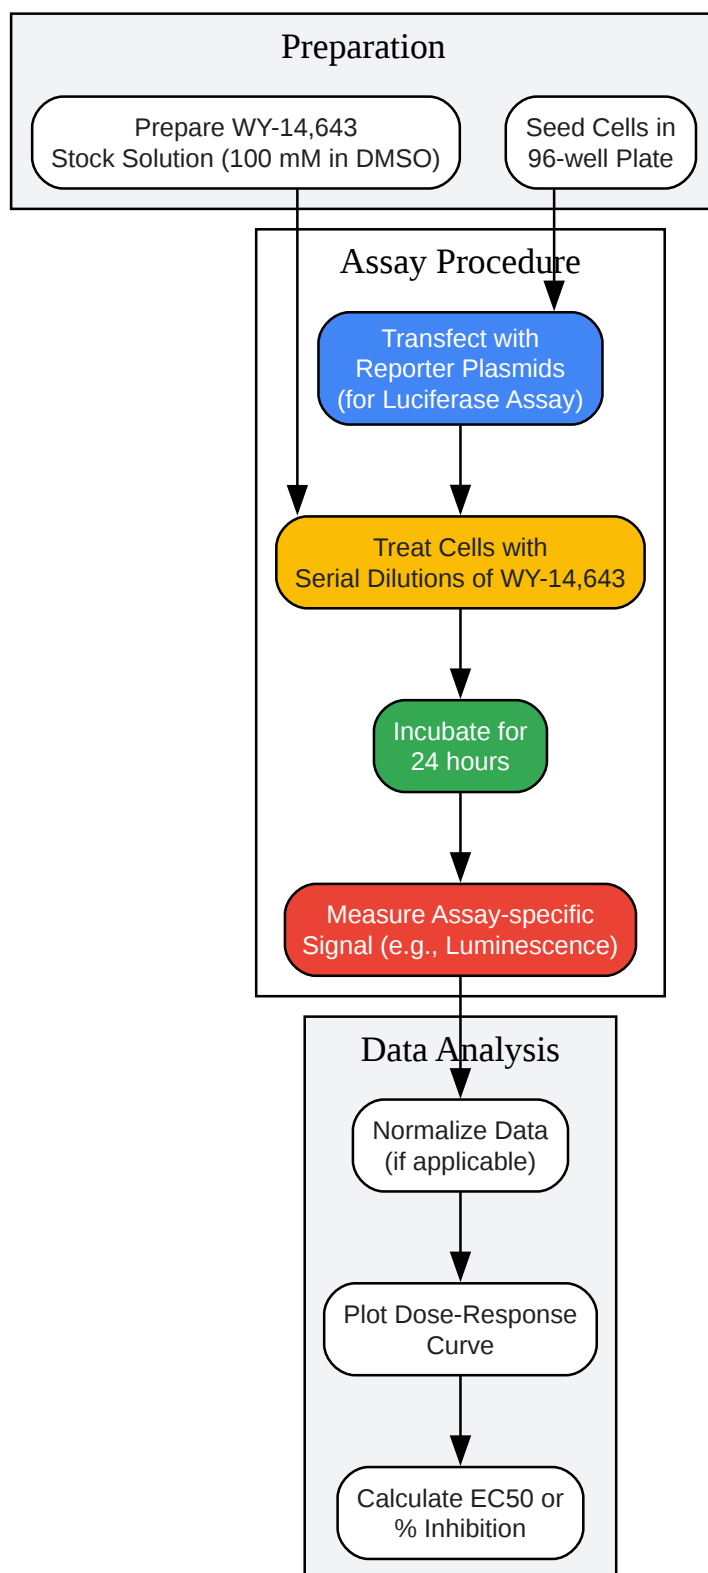 Preparation
Prepare WY-14,643
Stock Solution (100 mM in DMSO)
Seed Cells in
96-well Plate
Assay Procedure
Transfect with
Reporter Plasmids
(for Luciferase Assay)
Treat Cells with
Serial Dilutions of WY-14,643
Incubate for
24 hours
Measure Assay-specific
Signal (e.g., Luminescence)
Data Analysis
Normalize Data
(if applicable)
Plot Dose-Response
Curve
Calculate EC50 or
% Inhibition